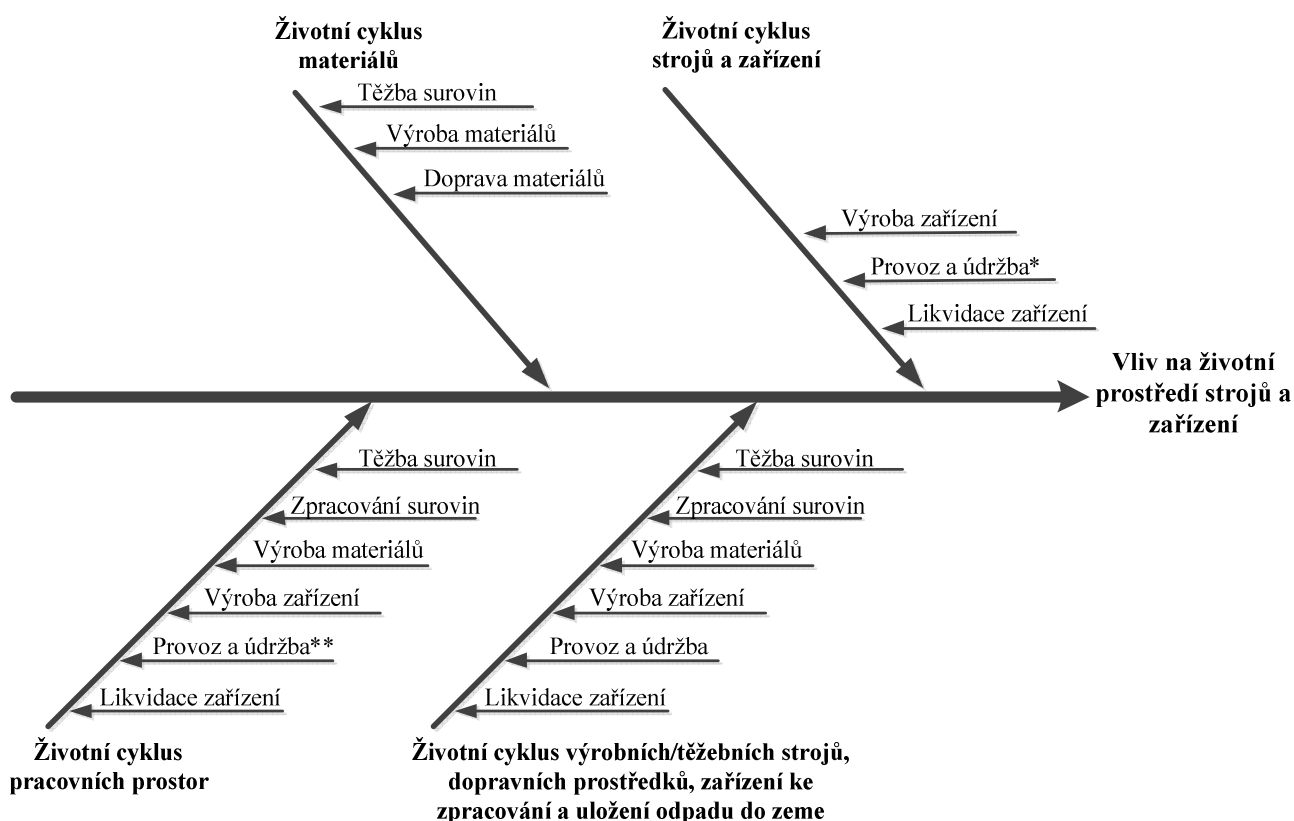 Životní cyklus
materiálů
Těžba surovin
Výroba materiálů
Doprava materiálů
Životní cyklus
strojů a zařízení
Výroba zařízení
Provoz a údržba*
Likvidace zařízení
Vliv na životní
prostředí strojů a
zařízení
Těžba surovin
Zpracování surovin
Výroba materiálů
Výroba zařízení
Provoz a údržba**
Likvidace zařízení
Životní cyklus
pracovních prostor
Těžba surovin
Zpracování surovin
Výroba materiálů
Výroba zařízení
Provoz a údržba
Likvidace zařízení
Životní cyklus výrobních/těžebních strojů,
dopravních prostředků, zařízení ke
zpracování a uložení odpadu do zeme